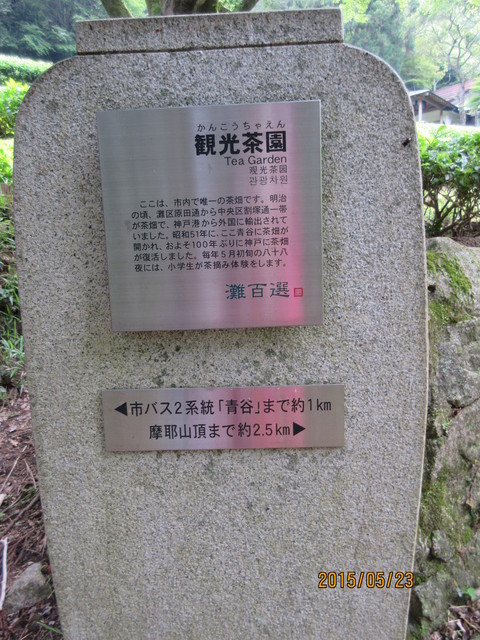 かんこうちゃえん
観光茶園
Tea Garden
观光茶园
관광차원
ここは、市内で唯一の茶畑です。明治
の頃、灘区原田通から中央区割塚通一帯
が茶畑で、神戸港から外国に輸出されて
いました。昭和51年に、ここ青谷に茶畑が
開かれ、およそ100年ぶりに神戸に茶畑
が復活しました。毎年5月初旬の八十八
夜には、小学生が茶摘み体験をします。
灘百選
◀市バス2系統「青谷」まで約1km
摩耶山頂まで約2.5km▶
2015/05/23